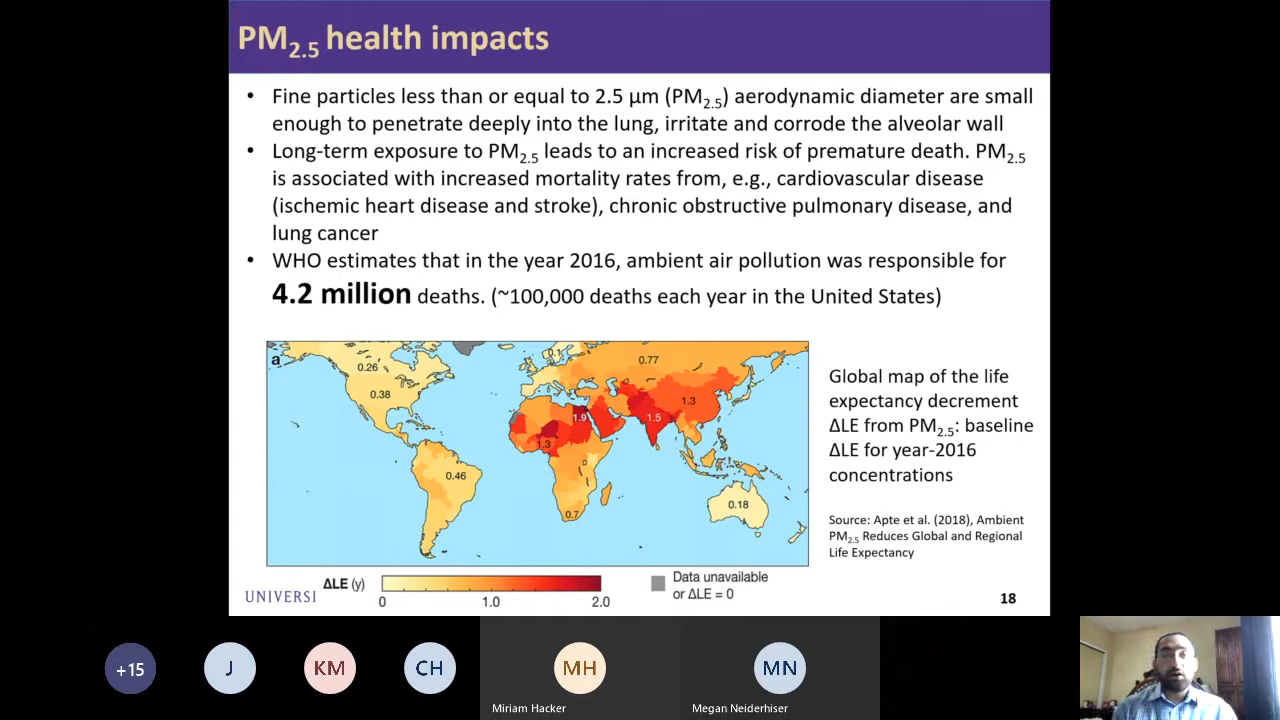 PM2.5 health impacts
• Fine particles less than or equal to 2.5 μm (PM2.5) aerodynamic diameter are small
enough to penetrate deeply into the lung, irritate and corrode the alveolar wall
• Long-term exposure to PM2.5 leads to an increased risk of premature death. PM2.5
is associated with increased mortality rates from, e.g., cardiovascular disease
(ischemic heart disease and stroke), chronic obstructive pulmonary disease, and
lung cancer
• WHO estimates that in the year 2016, ambient air pollution was responsible for
4.2 million deaths. (~100,000 deaths each year in the United States)
a
0.1
0.77
0.26
0.38
1.3
1.9
1.5
1.3
0.46
0.18
0.7
Global map of the life
expectancy decrement
ΔLE from PM2.5: baseline
ΔLE for year-2016
concentrations
Source: Apte et al. (2018), Ambient
PM2.5 Reduces Global and Regional
Life Expectancy
ΔLE (y)
0 1.0 2.0
Data unavailable
or ΔLE = 0
UNIVERSI
18
+15
J
KM
CH
MH
MN
Miriam Hacker
Megan Neiderhiser